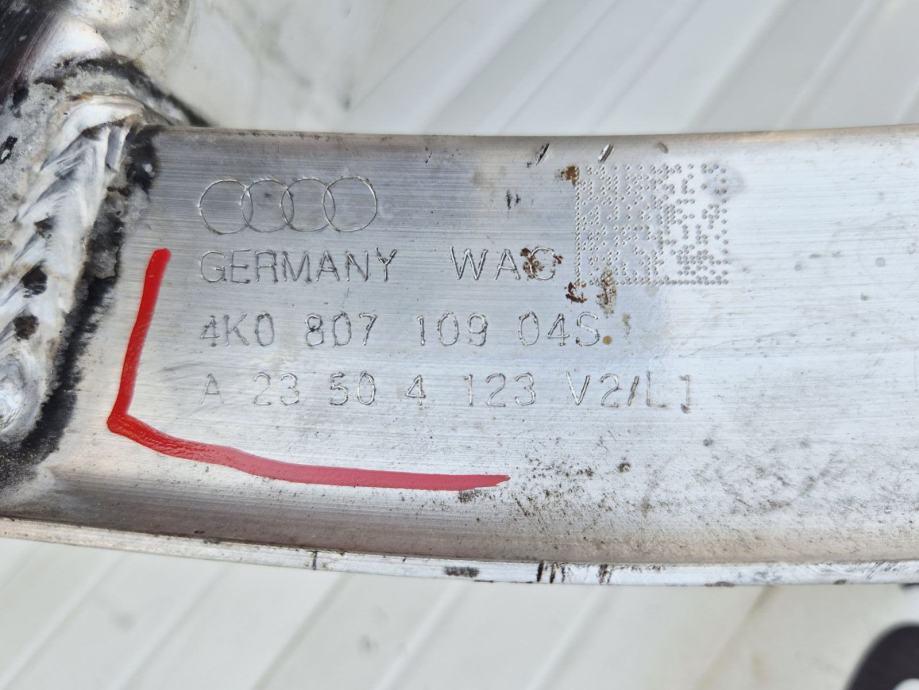 GERMANY WAG
4K0 807 109 04S
A 23 50 4 123 V2/L1